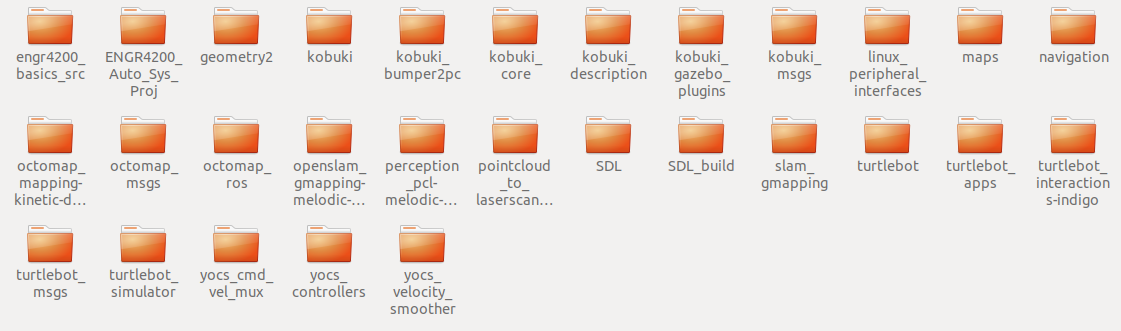 engr4200_ ENGR4200_ geometry2 kobuki kobuki_ kobuki_ kobuki_ kobuki_ kobuki_ linux_ maps navigation
basics_src Auto_Sys_ bumper2pc core description gazebo_ msgs peripheral_
Proj plugins interfaces
octomap_ octomap_ octomap_ openslam_ perception pointcloud SDL SDL_build slam_ turtlebot turtlebot_ turtlebot_
mapping- msgs ros gmapping- _pcl- _to_ gmapping apps interaction
kinetic-d... melodic-... melodic-... laserscan... s-indigo
turtlebot_ turtlebot_ yocs_cmd_ yocs_ yocs_
msgs simulator vel_mux controllers velocity_
smoother